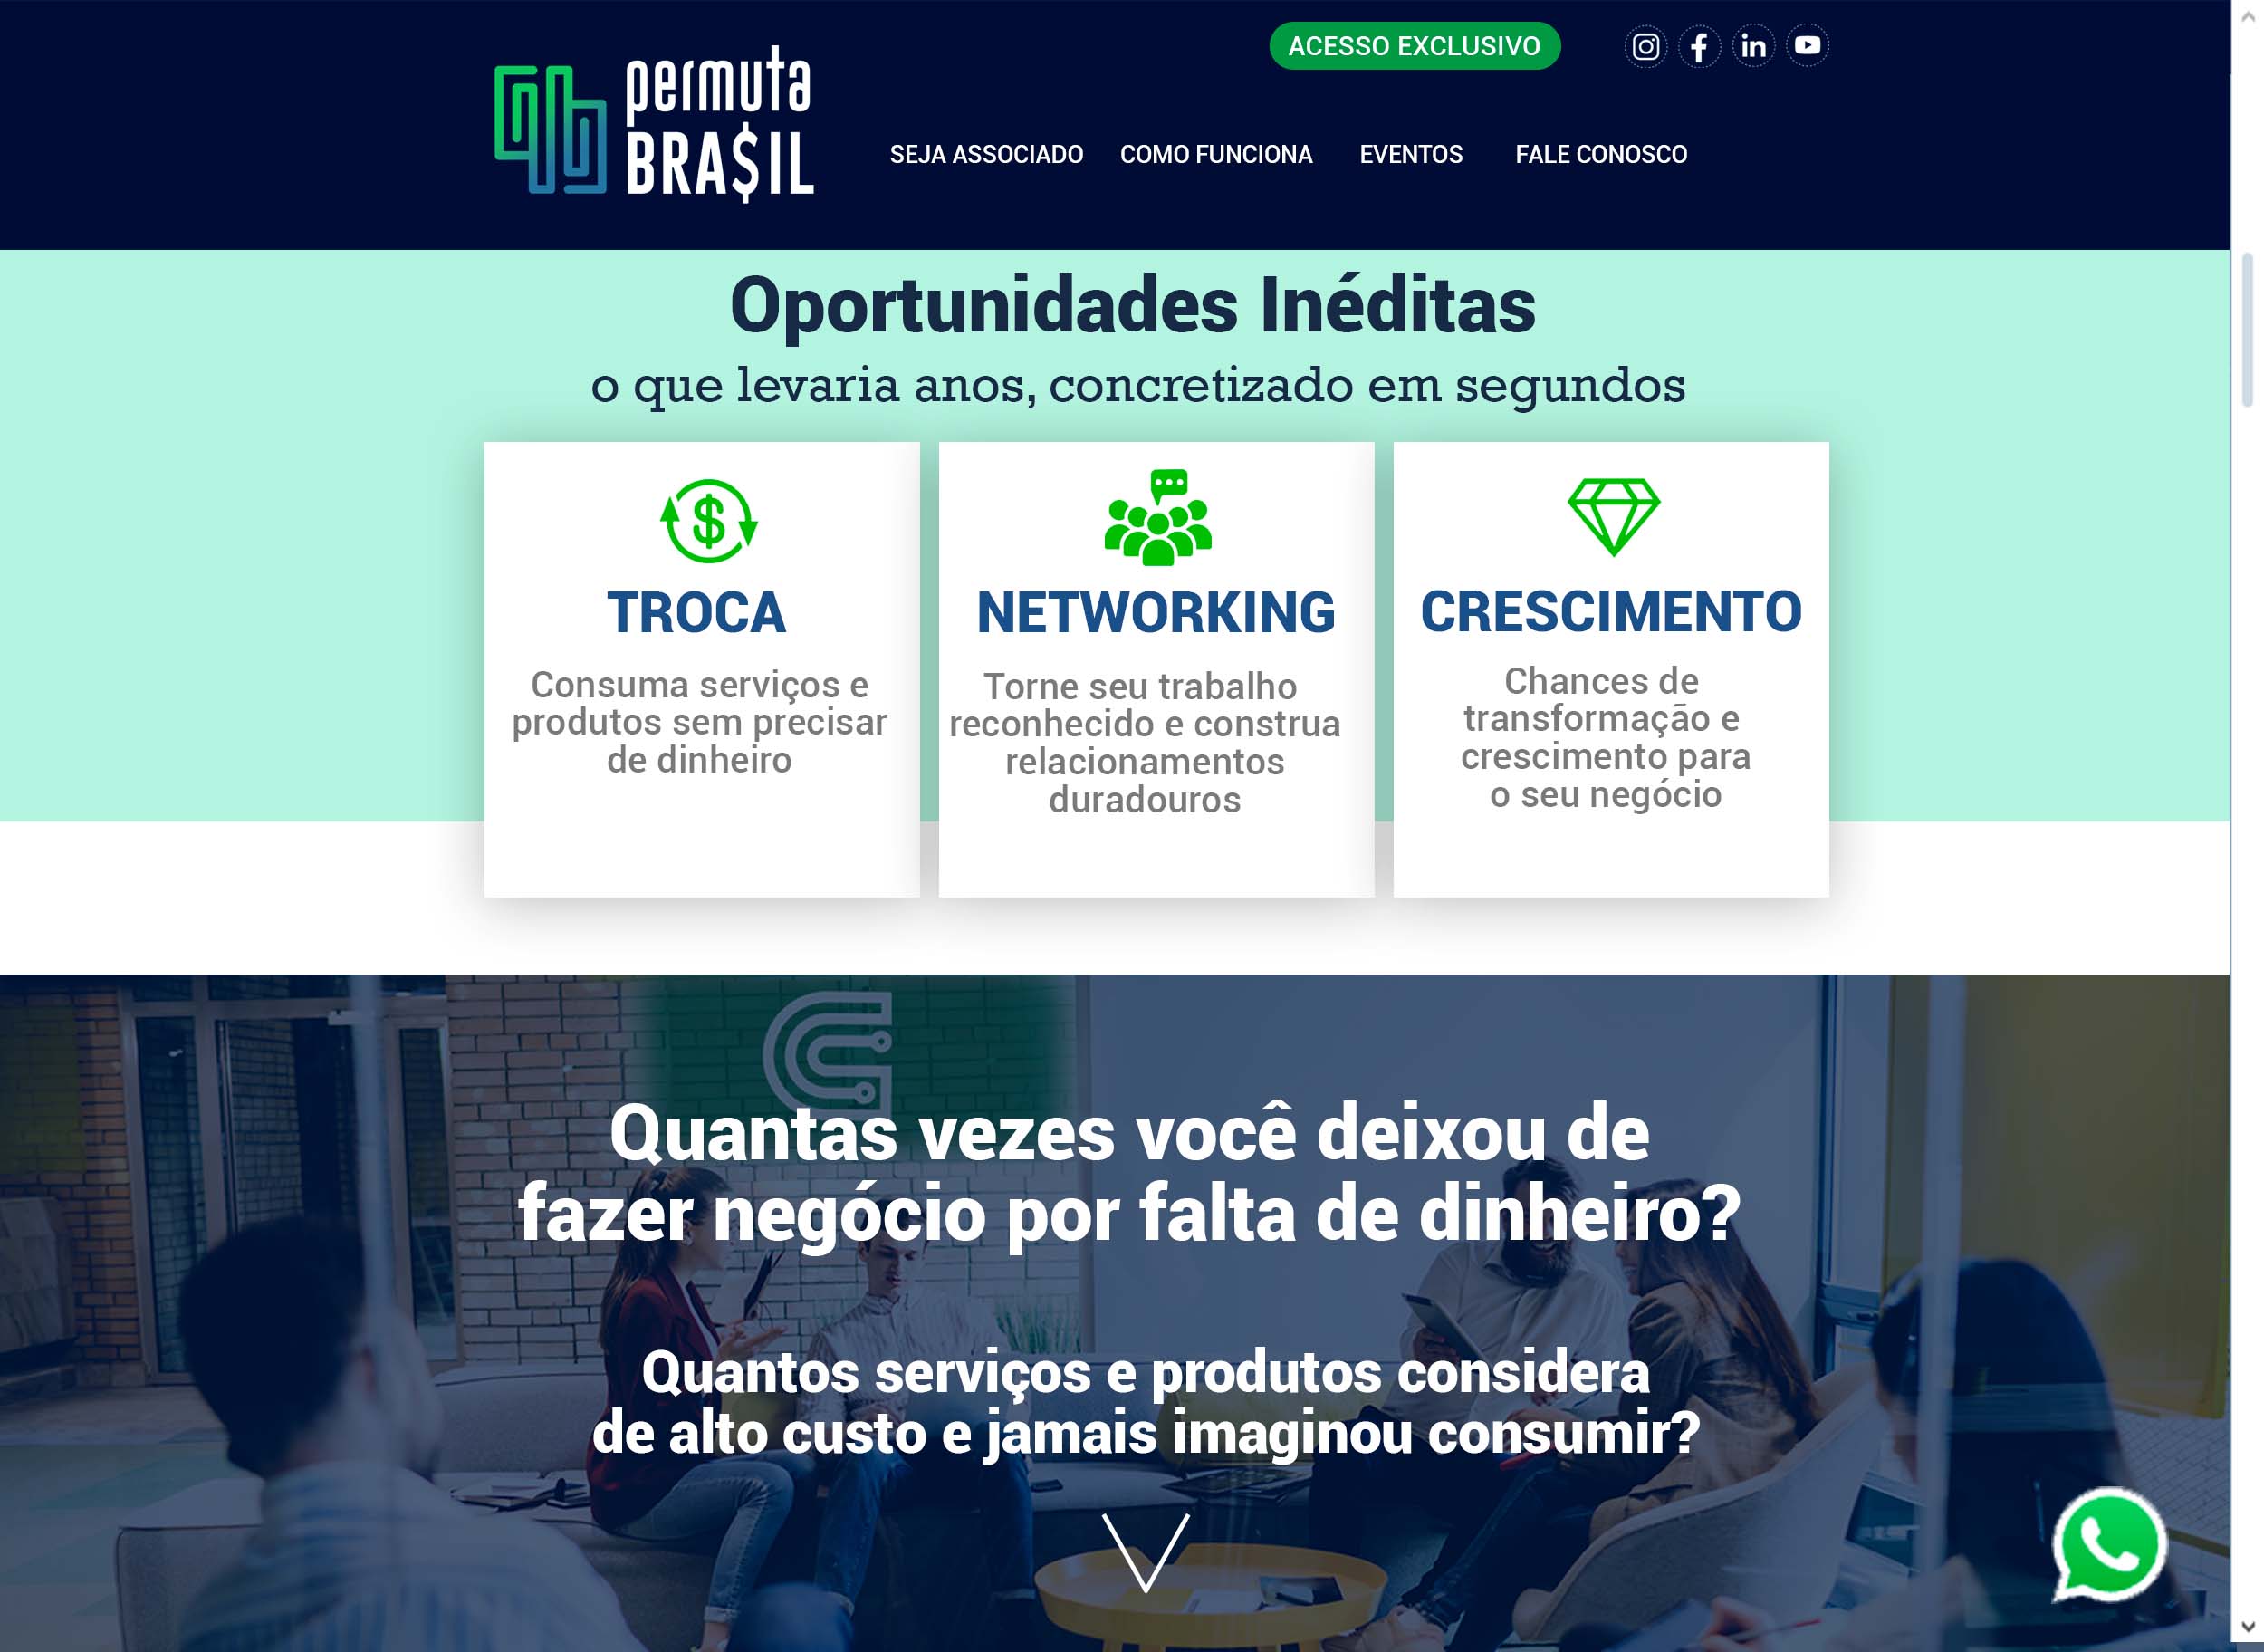 ACESSO EXCLUSIVO
permuta
BRA$IL
SEJA ASSOCIADO COMO FUNCIONA EVENTOS FALE CONOSCO
Oportunidades Inéditas
o que levaria anos, concretizado em segundos
TROCA
Consuma serviços e
produtos sem precisar
de dinheiro
NETWORKING
Torne seu trabalho
reconhecido e construa
relacionamentos
duradouros
CRESCIMENTO
Chances de
transformação e
crescimento para
o seu negócio
Quantas vezes você deixou de
fazer negócio por falta de dinheiro?
Quantos serviços e produtos considera
de alto custo e jamais imaginou consumir?